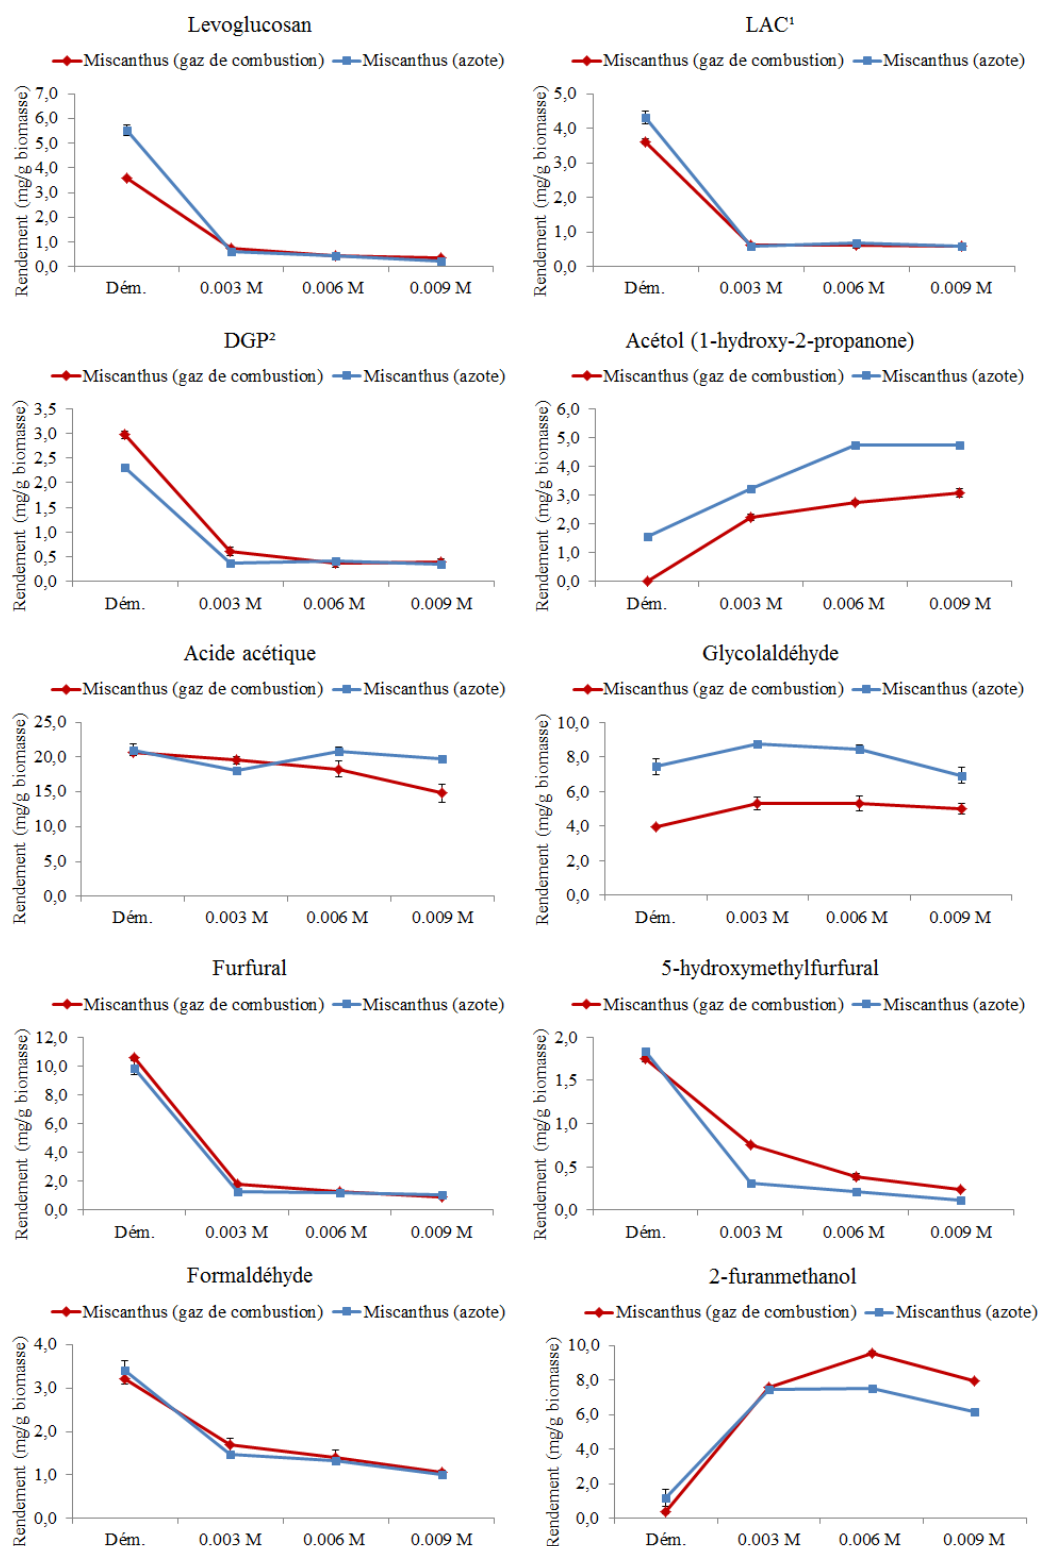 Levoglucosan
Miscanthus (gaz de combustion) Miscanthus (azote)
Rendement (mg/g biomasse)
7,0
6,0
5,0
4,0
3,0
2,0
1,0
0,0
Dém. 0.003 M 0.006 M 0.009 M
LAC¹
Miscanthus (gaz de combustion) Miscanthus (azote)
Rendement (mg/g biomasse)
5,0
4,0
3,0
2,0
1,0
0,0
Dém. 0.003 M 0.006 M 0.009 M
DGP²
Miscanthus (gaz de combustion) Miscanthus (azote)
Rendement (mg/g biomasse)
3,5
3,0
2,5
2,0
1,5
1,0
0,5
0,0
Dém. 0.003 M 0.006 M 0.009 M
Acétol (1-hydroxy-2-propanone)
Miscanthus (gaz de combustion) Miscanthus (azote)
Rendement (mg/g biomasse)
6,0
5,0
4,0
3,0
2,0
1,0
0,0
Dém. 0.003 M 0.006 M 0.009 M
Acide acétique
Miscanthus (gaz de combustion) Miscanthus (azote)
Rendement (mg/g biomasse)
25,0
20,0
15,0
10,0
5,0
0,0
Dém. 0.003 M 0.006 M 0.009 M
Glycolaldéhyde
Miscanthus (gaz de combustion) Miscanthus (azote)
Rendement (mg/g biomasse)
10,0
8,0
6,0
4,0
2,0
0,0
Dém. 0.003 M 0.006 M 0.009 M
Furfural
Miscanthus (gaz de combustion) Miscanthus (azote)
Rendement (mg/g biomasse)
12,0
10,0
8,0
6,0
4,0
2,0
0,0
Dém. 0.003 M 0.006 M 0.009 M
5-hydroxymethylfurfural
Miscanthus (gaz de combustion) Miscanthus (azote)
Rendement (mg/g biomasse)
2,0
1,5
1,0
0,5
0,0
Dém. 0.003 M 0.006 M 0.009 M
Formaldéhyde
Miscanthus (gaz de combustion) Miscanthus (azote)
Rendement (mg/g biomasse)
4,0
3,0
2,0
1,0
0,0
Dém. 0.003 M 0.006 M 0.009 M
2-furanmethanol
Miscanthus (gaz de combustion) Miscanthus (azote)
Rendement (mg/g biomasse)
10,0
8,0
6,0
4,0
2,0
0,0
Dém. 0.003 M 0.006 M 0.009 M